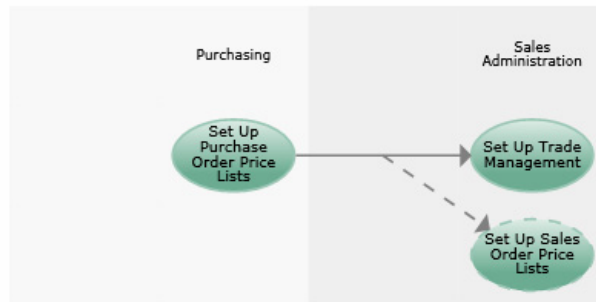 Purchasing
Sales
Administration
Set Up
Purchase
Order Price
Lists
Set Up Trade
Management
Set Up Sales
Order Price
Lists